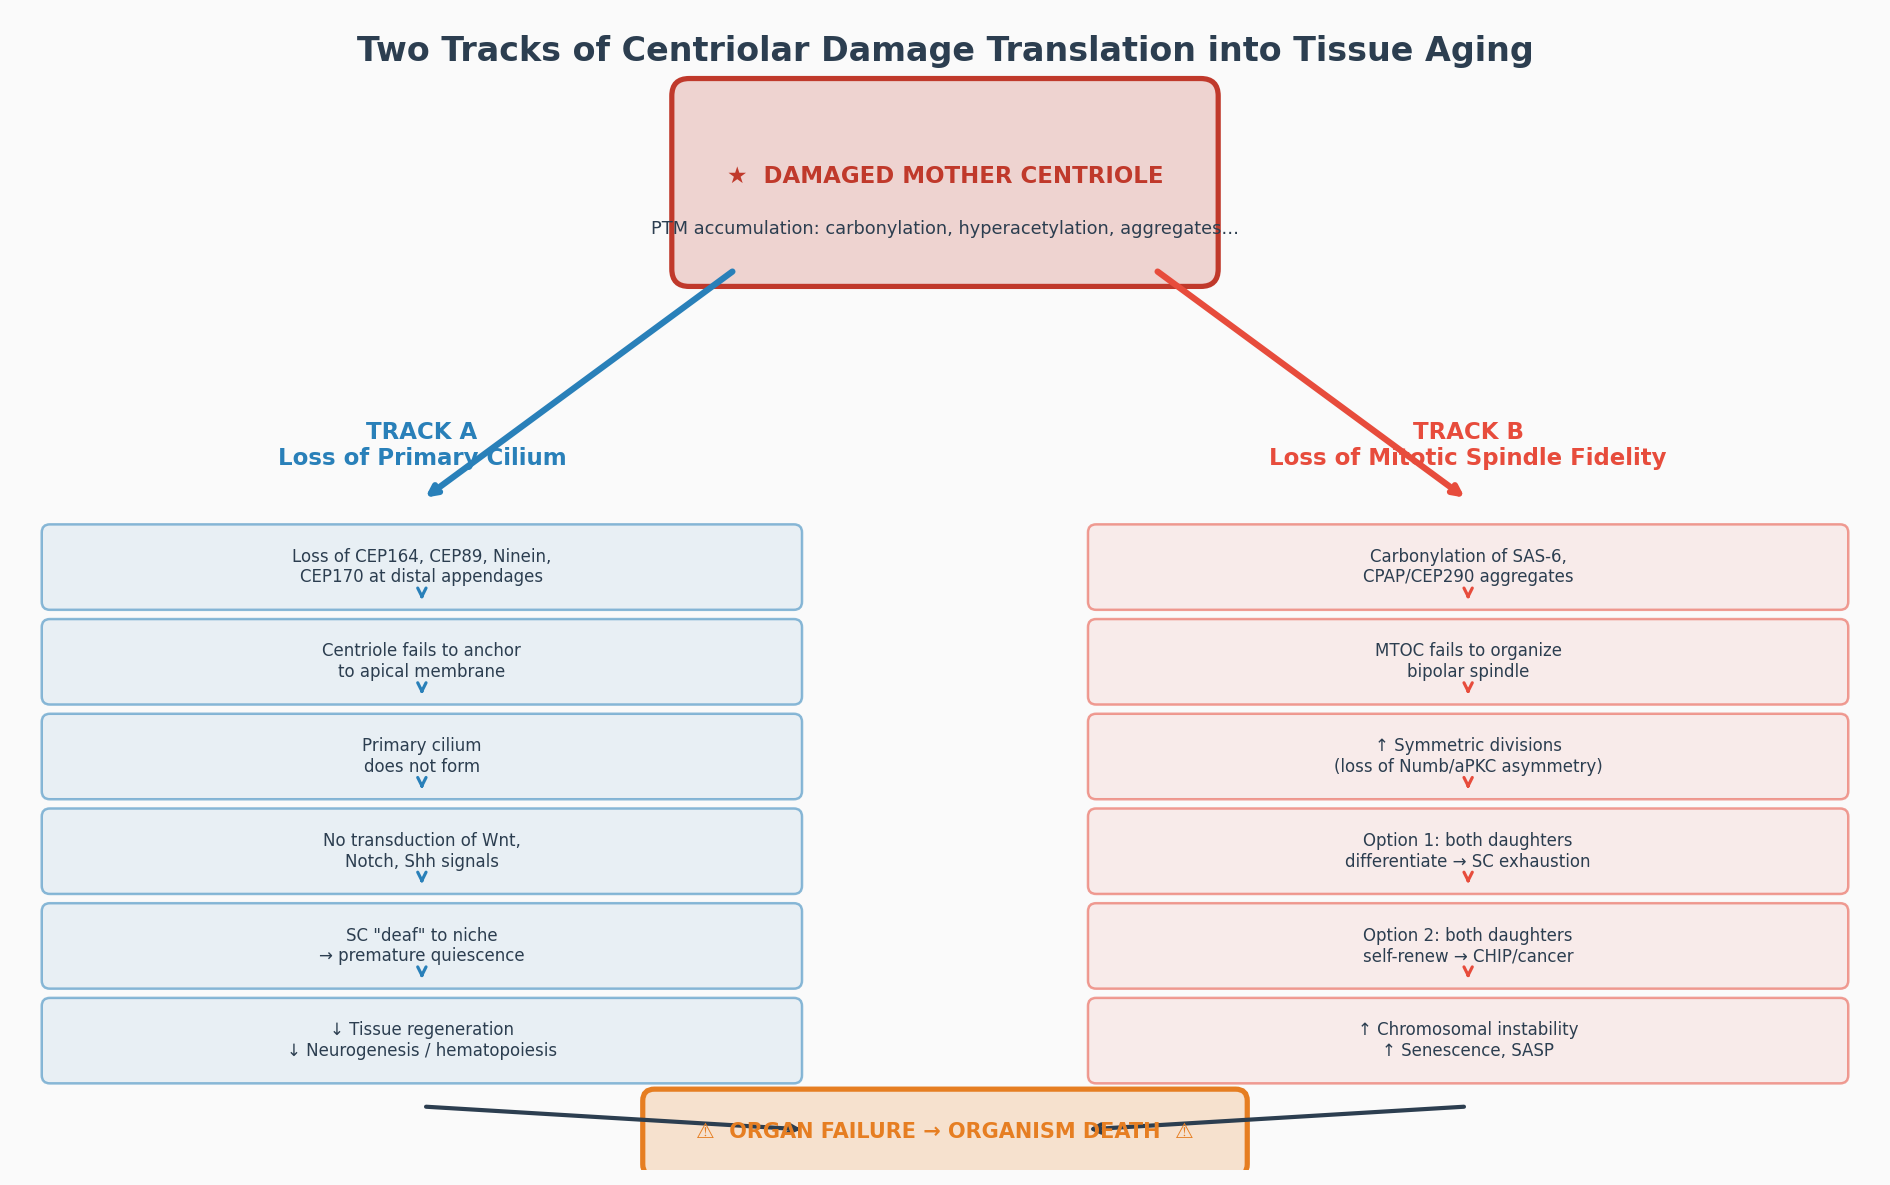 Two Tracks of Centriolar Damage Translation into Tissue Aging
★ DAMAGED MOTHER CENTRIOLE
PTM accumulation: carbonylation, hyperacetylation, aggregates...
TRACK A
Loss of Primary Cilium
Loss of CEP164, CEP89, Ninein,
CEP170 at distal appendages
Centriole fails to anchor
to apical membrane
Primary cilium
does not form
No transduction of Wnt,
Notch, Shh signals
SC "deaf" to niche
→ premature quiescence
↓ Tissue regeneration
↓ Neurogenesis / hematopoiesis
TRACK B
Loss of Mitotic Spindle Fidelity
Carbonylation of SAS-6,
CPAP/CEP290 aggregates
MTOC fails to organize
bipolar spindle
↑ Symmetric divisions
(loss of Numb/aPKC asymmetry)
Option 1: both daughters
differentiate → SC exhaustion
Option 2: both daughters
self-renew → CHIP/cancer
↑ Chromosomal instability
↑ Senescence, SASP
⚠ ORGAN FAILURE → ORGANISM DEATH ⚠